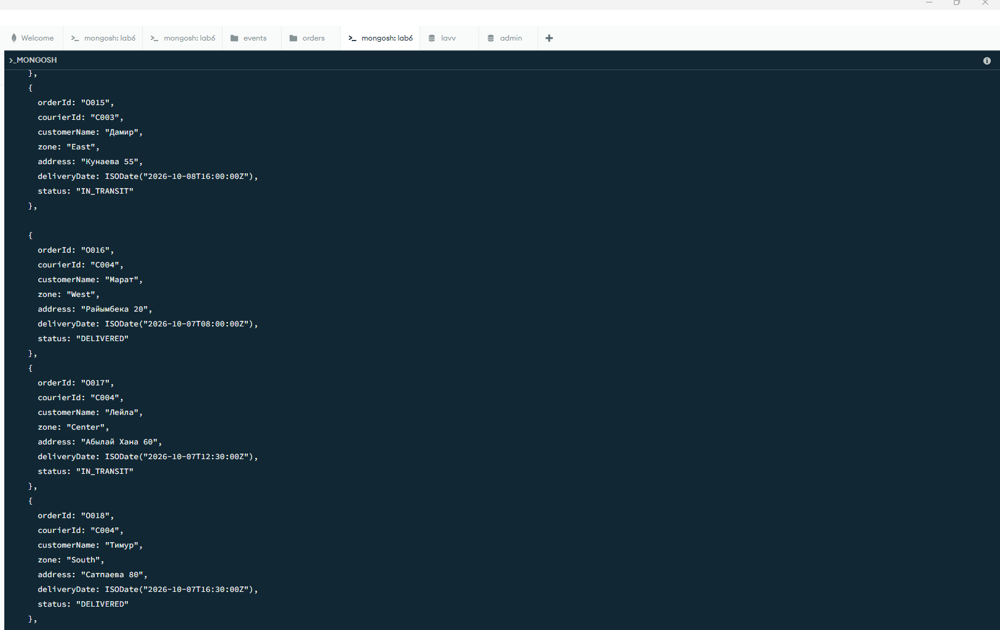 Welcome
>_ mongosh: lab6
>_ mongosh: lab6
events
orders
>_ mongosh: lab6
lavv
admin
>_MONGOSH
},
{
orderId: "O015",
courierId: "C003",
customerName: "Дамир",
zone: "East",
address: "Кунаева 55",
deliveryDate: ISODate("2026-10-08T16:00:00Z"),
status: "IN_TRANSIT"
},
{
orderId: "O016",
courierId: "C004",
customerName: "Марат",
zone: "West",
address: "Райымбека 20",
deliveryDate: ISODate("2026-10-07T08:00:00Z"),
status: "DELIVERED"
},
{
orderId: "O017",
courierId: "C004",
customerName: "Лейла",
zone: "Center",
address: "Абылай Хана 60",
deliveryDate: ISODate("2026-10-07T12:30:00Z"),
status: "IN_TRANSIT"
},
{
orderId: "O018",
courierId: "C004",
customerName: "Тимур",
zone: "South",
address: "Сатпаева 80",
deliveryDate: ISODate("2026-10-07T16:30:00Z"),
status: "DELIVERED"
},